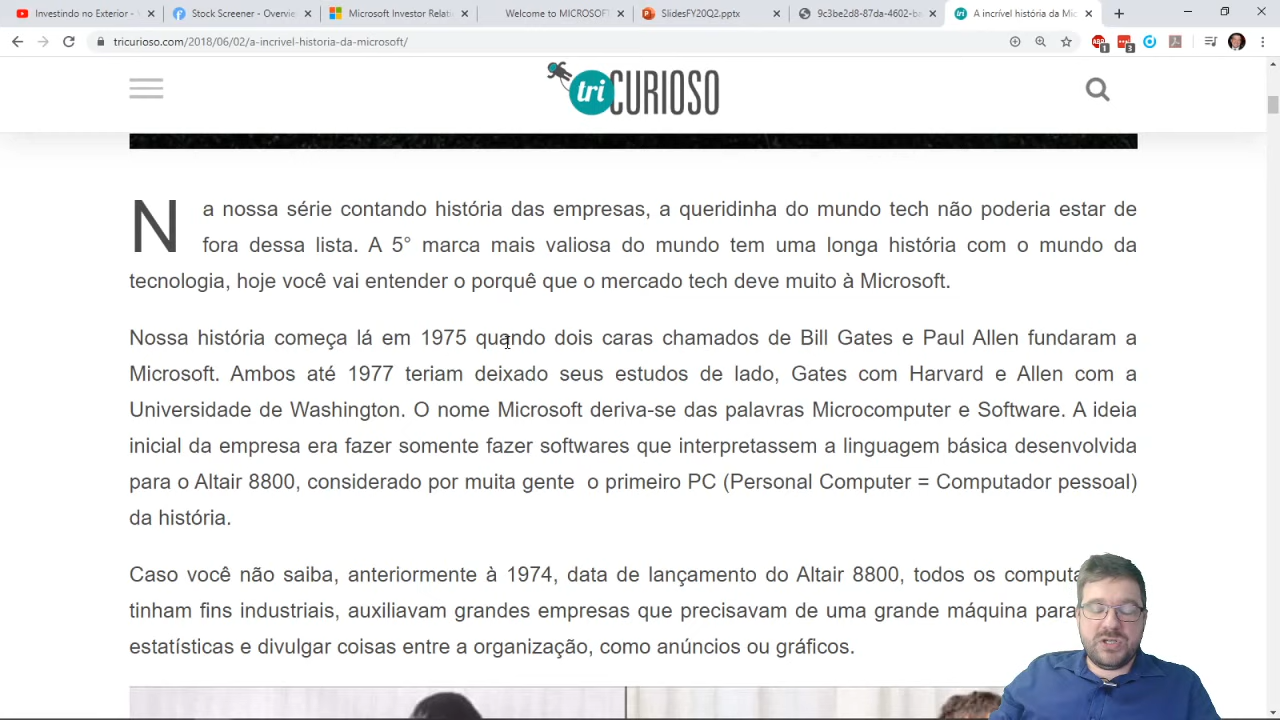 Investindo no Exterior -
Stock Screener - Overvie
Microsoft Investor Relat
Welcome to MICROSOFT
SlidesFY20Q2.pptx
9c3be2d8-87da-4602-ba
A incrível história da Mic
tricurioso.com/2018/06/02/a-incrivel-historia-da-microsoft/
1
3
tri CURIOSO
Na nossa série contando história das empresas, a queridinha do mundo tech não poderia estar de
fora dessa lista. A 5° marca mais valiosa do mundo tem uma longa história com o mundo da
tecnologia, hoje você vai entender o porquê que o mercado tech deve muito à Microsoft.
Nossa história começa lá em 1975 quando dois caras chamados de Bill Gates e Paul Allen fundaram a
Microsoft. Ambos até 1977 teriam deixado seus estudos de lado, Gates com Harvard e Allen com a
Universidade de Washington. O nome Microsoft deriva-se das palavras Microcomputer e Software. A ideia
inicial da empresa era fazer somente fazer softwares que interpretassem a linguagem básica desenvolvida
para o Altair 8800, considerado por muita gente o primeiro PC (Personal Computer = Computador pessoal)
da história.
Caso você não saiba, anteriormente à 1974, data de lançamento do Altair 8800, todos os computa
tinham fins industriais, auxiliavam grandes empresas que precisavam de uma grande máquina para
estatísticas e divulgar coisas entre a organização, como anúncios ou gráficos.